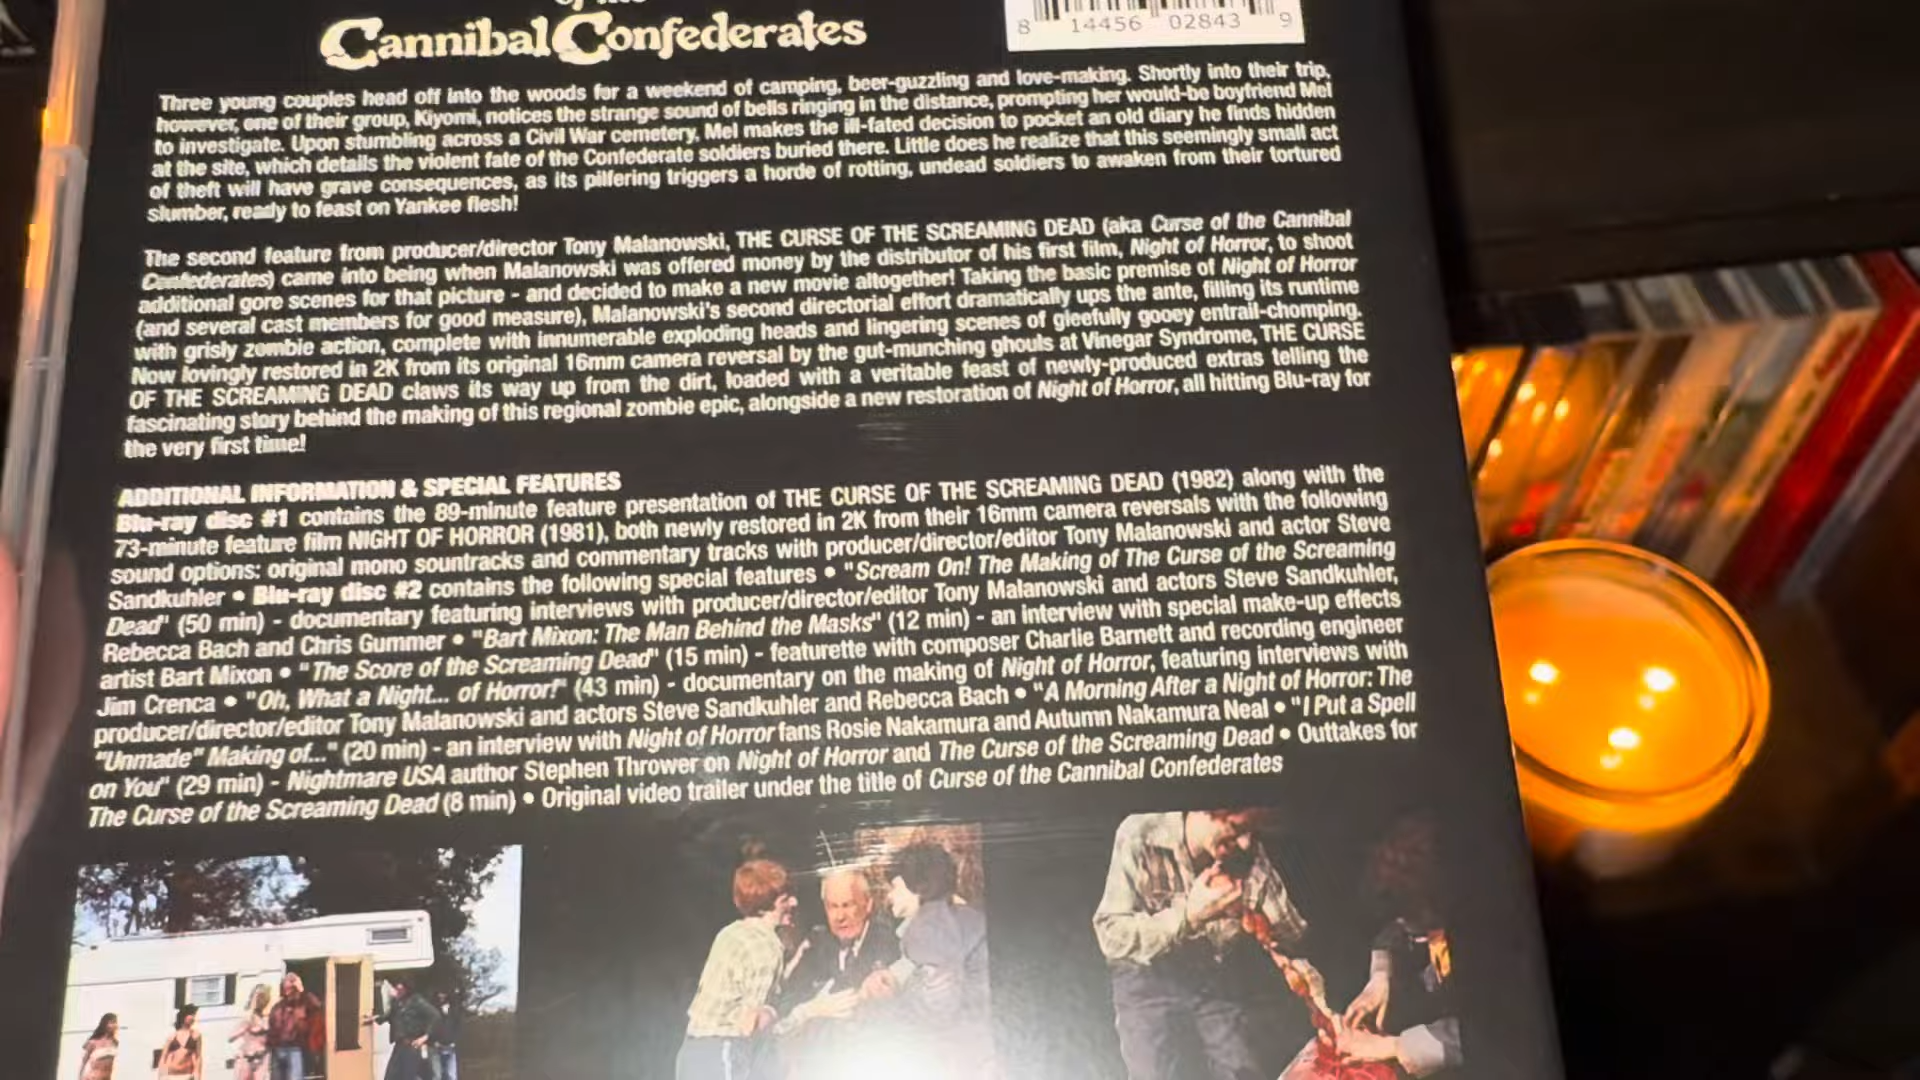 of the
Cannibal Confederates
8 14456 02843 9
Three young couples head off into the woods for a weekend of camping, beer-guzzling and love-making. Shortly into their trip,
however, one of their group, Kiyomi, notices the strange sound of bells ringing in the distance, prompting her would-be boyfriend Mel
to investigate. Upon stumbling across a Civil War cemetery, Mel makes the ill-fated decision to pocket an old diary he finds hidden
at the site, which details the violent fate of the Confederate soldiers buried there. Little does he realize that this seemingly small act
of theft will have grave consequences, as its pilfering triggers a horde of rotting, undead soldiers to awaken from their tortured
slumber, ready to feast on Yankee flesh!
The second feature from producer/director Tony Malanowski, THE CURSE OF THE SCREAMING DEAD (aka Curse of the Cannibal
Confederates) came into being when Malanowski was offered money by the distributor of his first film, Night of Horror, to shoot
additional gore scenes for that picture - and decided to make a new movie altogether! Taking the basic premise of Night of Horror
(and several cast members for good measure), Malanowski's second directorial effort dramatically ups the ante, filling its runtime
with grisly zombie action, complete with innumerable exploding heads and lingering scenes of gleefully gooey entrail-chomping.
Now lovingly restored in 2K from its original 16mm camera reversal by the gut-munching ghouls at Vinegar Syndrome, THE CURSE
OF THE SCREAMING DEAD claws its way up from the dirt, loaded with a veritable feast of newly-produced extras telling the
fascinating story behind the making of this regional zombie epic, alongside a new restoration of Night of Horror, all hitting Blu-ray for
the very first time!
ADDITIONAL INFORMATION & SPECIAL FEATURES
Blu-ray disc #1 contains the 89-minute feature presentation of THE CURSE OF THE SCREAMING DEAD (1982) along with the
73-minute feature film NIGHT OF HORROR (1981), both newly restored in 2K from their 16mm camera reversals with the following
sound options: original mono sountracks and commentary tracks with producer/director/editor Tony Malanowski and actor Steve
Sandkuhler • Blu-ray disc #2 contains the following special features • "Scream On! The Making of The Curse of the Screaming
Dead" (50 min) - documentary featuring interviews with producer/director/editor Tony Malanowski and actors Steve Sandkuhler,
Rebecca Bach and Chris Gummer • "Bart Mixon: The Man Behind the Masks" (12 min) - an interview with special make-up effects
artist Bart Mixon • "The Score of the Screaming Dead" (15 min) - featurette with composer Charlie Barnett and recording engineer
Jim Crenca • "Oh, What a Night... of Horror!" (43 min) - documentary on the making of Night of Horror, featuring interviews with
producer/director/editor Tony Malanowski and actors Steve Sandkuhler and Rebecca Bach • "A Morning After a Night of Horror: The
"Unmade" Making of..." (20 min) - an interview with Night of Horror fans Rosie Nakamura and Autumn Nakamura Neal • "I Put a Spell
on You" (29 min) - Nightmare USA author Stephen Thrower on Night of Horror and The Curse of the Screaming Dead • Outtakes for
The Curse of the Screaming Dead (8 min) • Original video trailer under the title of Curse of the Cannibal Confederates